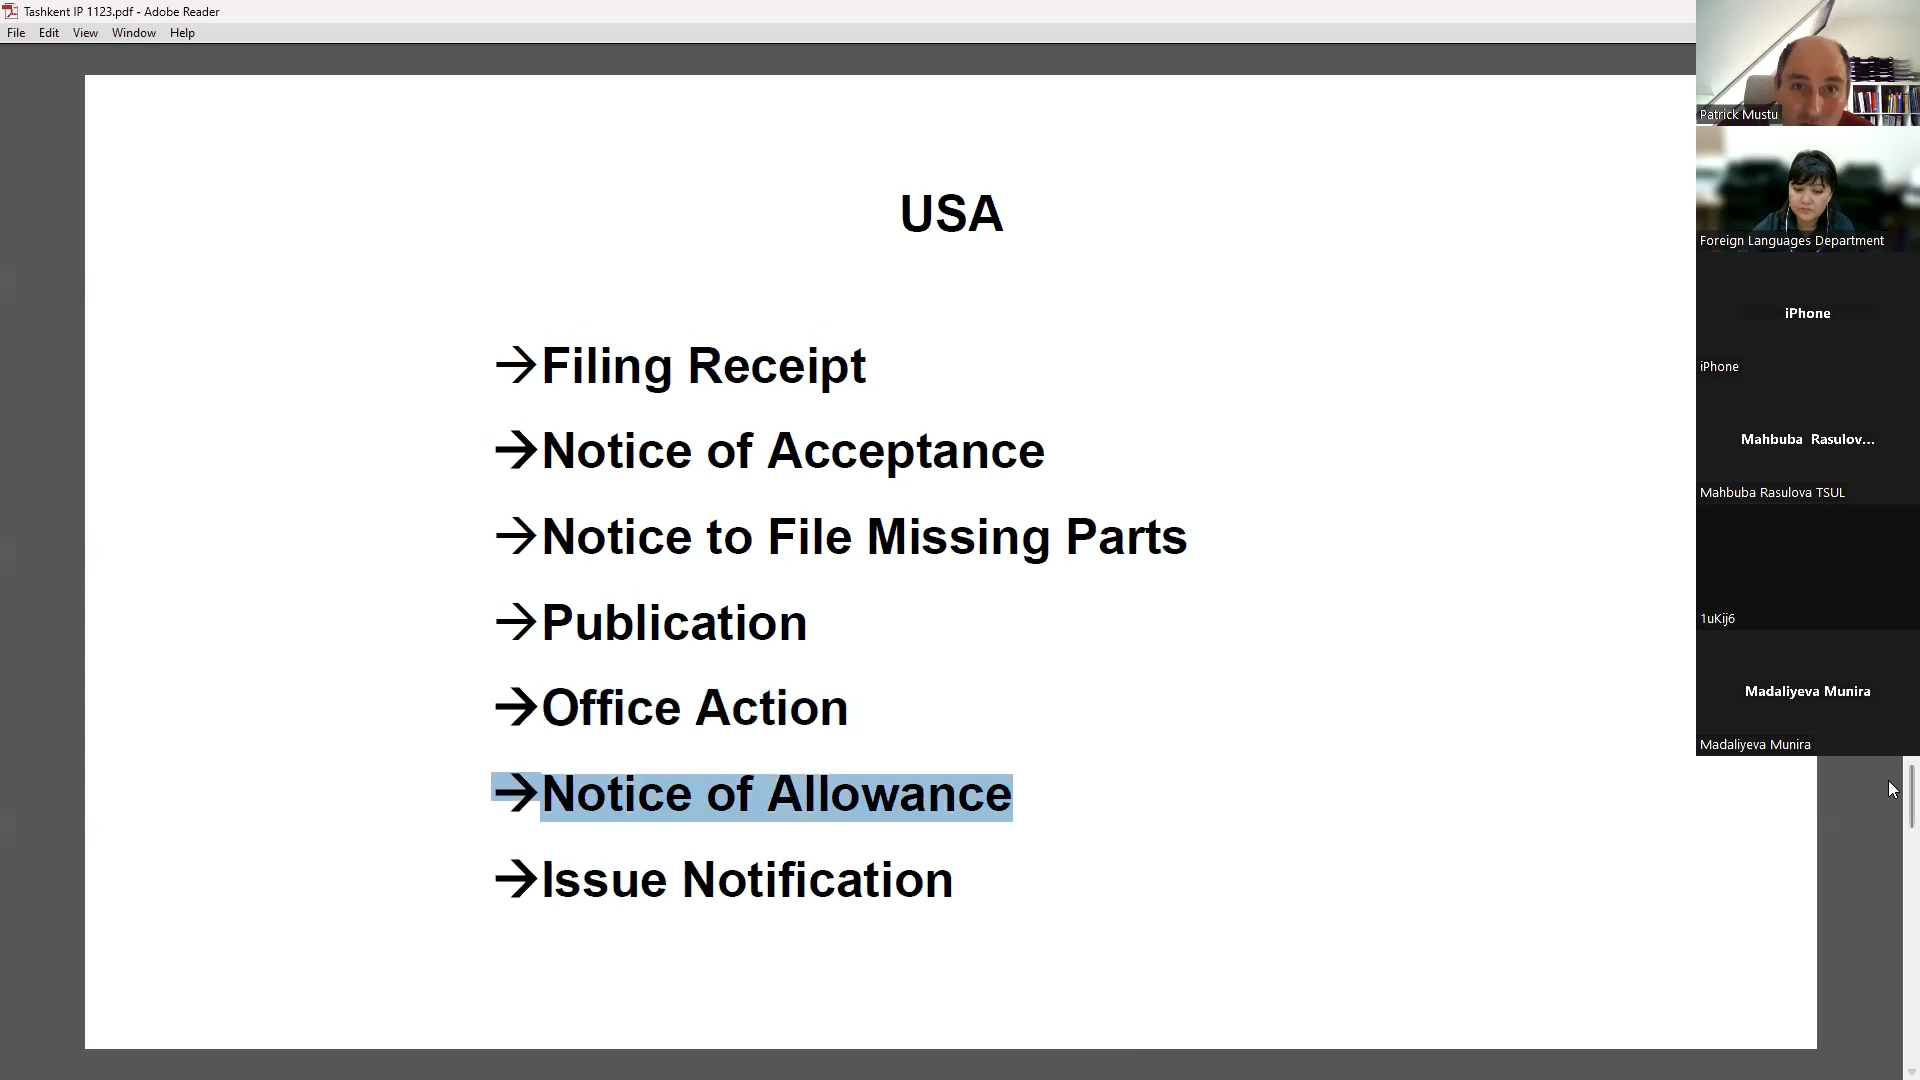 Tashkent IP 1123.pdf - Adobe Reader
File Edit View Window Help
USA
→Filing Receipt
→Notice of Acceptance
→Notice to File Missing Parts
→Publication
→Office Action
→Notice of Allowance
→Issue Notification
Patrick Mustu
Foreign Languages Department
iPhone
iPhone
Mahbuba Rasulov...
Mahbuba Rasulova TSUL
1uKij6
Madaliyeva Munira
Madaliyeva Munira